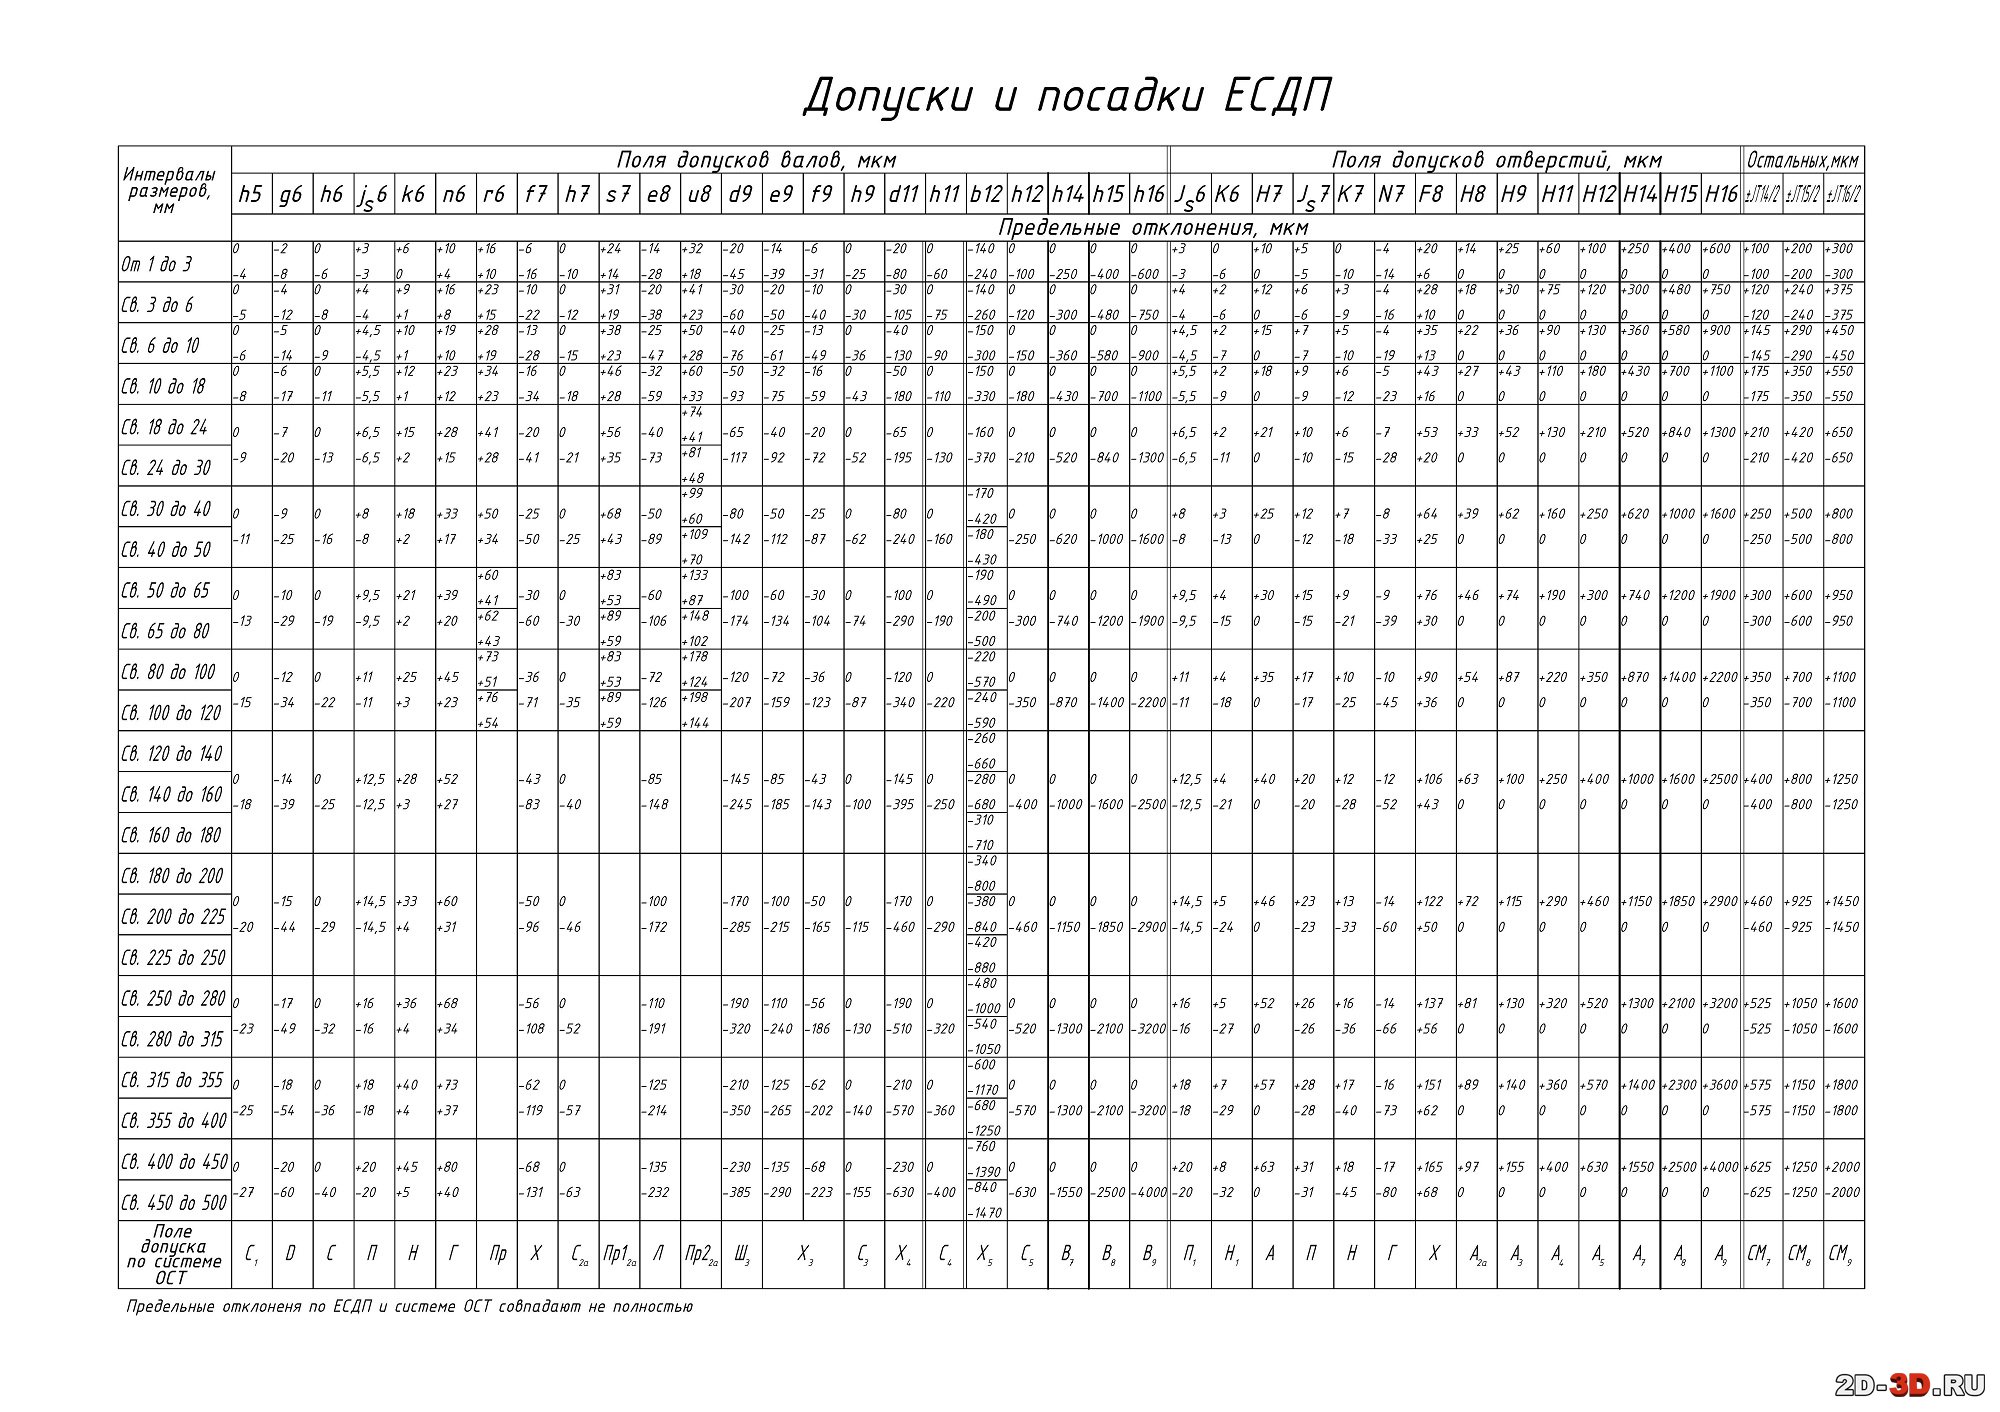 Допуски и посадки ЕСДП
Интервалы размеров, мм
Поля допусков валов, мкм Поля допусков отверстий, мкм Остальных,мкм
h5 g6 h6 js6 k6 n6 r6 f7 h7 s7 e8 u8 d9 e9 f9 h9 d11 h11 b12 h12 h14 h15 h16 Js6 K6 H7 Js7 K7 N7 F8 H8 H9 H11 H12 H14 H15 H16 ±JT14/2 ±JT15/2 ±JT16/2
Предельные отклонения, мкм
От 1 до 3
0 -2 0 +3 +6 +10 +16 -6 0 +24 -14 +32 -20 -14 -6 0 -20 0 -140 0 0 0 0 +3 0 +10 +5 0 -4 +20 +14 +25 +60 +100 +250 +400 +600 +100 +200 +300
-4 -8 -6 -3 0 +4 +10 -16 -10 +14 -28 +18 -45 -39 -31 -25 -80 -60 -240 -100 -250 -400 -600 -3 -6 0 -5 -10 -14 +6 0 0 0 0 0 0 0 -100 -200 -300
Св. 3 до 6
0 -4 0 +4 +9 +16 +23 -10 0 +31 -20 +41 -30 -20 -10 0 -30 0 -140 0 0 0 0 +4 +2 +12 +6 +3 -4 +28 +18 +30 +75 +120 +300 +480 +750 +120 +240 +375
-5 -12 -8 -4 +1 +8 +15 -22 -12 +19 -38 +23 -60 -50 -40 -30 -105 -75 -260 -120 -300 -480 -750 -4 -6 0 -6 -9 -16 +10 0 0 0 0 0 0 0 -120 -240 -375
Св. 6 до 10
0 -5 0 +4,5 +10 +19 +28 -13 0 +38 -25 +50 -40 -25 -13 0 -40 0 -150 0 0 0 0 +4,5 +2 +15 +7 +5 -4 +35 +22 +36 +90 +130 +360 +580 +900 +145 +290 +450
-6 -14 -9 -4,5 +1 +10 +19 -28 -15 +23 -47 +28 -76 -61 -49 -36 -130 -90 -300 -150 -360 -580 -900 -4,5 -7 0 -7 -10 -19 +13 0 0 0 0 0 0 0 -145 -290 -450
Св. 10 до 18
0 -6 0 +5,5 +12 +23 +34 -16 0 +46 -32 +60 -50 -32 -16 0 -50 0 -150 0 0 0 0 +5,5 +2 +18 +9 +6 -5 +43 +27 +43 +110 +180 +430 +700 +1100 +175 +350 +550
-8 -17 -11 -5,5 +1 +12 +23 -34 -18 +28 -59 +33 -93 -75 -59 -43 -180 -110 -330 -180 -430 -700 -1100 -5,5 -9 0 -9 -12 -23 +16 0 0 0 0 0 0 0 -175 -350 -550
Св. 18 до 24
+74
0 -7 0 +6,5 +15 +28 +41 -20 0 +56 -40 +41 -65 -40 -20 0 -65 0 -160 0 0 0 0 +6,5 +2 +21 +10 +6 -7 +53 +33 +52 +130 +210 +520 +840 +1300 +210 +420 +650
Св. 24 до 30
-9 -20 -13 -6,5 +2 +15 +28 -41 -21 +35 -73 +81 -117 -92 -72 -52 -195 -130 -370 -210 -520 -840 -1300 -6,5 -11 0 -10 -15 -28 +20 0 0 0 0 0 0 0 -210 -420 -650
+48
Св. 30 до 40
+99 -170
0 -9 0 +8 +18 +33 +50 -25 0 +68 -50 +60 -80 -50 -25 0 -80 0 -420 0 0 0 0 +8 +3 +25 +12 +7 -8 +64 +39 +62 +160 +250 +620 +1000 +1600 +250 +500 +800
Св. 40 до 50
-11 -25 -16 -8 +2 +17 +34 -50 -25 +43 -89 +109 -142 -112 -87 -62 -240 -160 -180 -250 -620 -1000 -1600 -8 -13 0 -12 -18 -33 +25 0 0 0 0 0 0 0 -250 -500 -800
+70 -430
Св. 50 до 65
+60 +83 +133 -190
0 -10 0 +9,5 +21 +39 +41 -30 0 +53 -60 +87 -100 -60 -30 0 -100 0 -490 0 0 0 0 +9,5 +4 +30 +15 +9 -9 +76 +46 +74 +190 +300 +740 +1200 +1900 +300 +600 +950
Св. 65 до 80
-13 -29 -19 -9,5 +2 +20 +62 -60 -30 +89 -106 +148 -174 -134 -104 -74 -290 -190 -200 -300 -740 -1200 -1900 -9,5 -15 0 -15 -21 -39 +30 0 0 0 0 0 0 0 -300 -600 -950
+43 +59 +102 -500
Св. 80 до 100
+73 +83 +178 -220
0 -12 0 +11 +25 +45 +51 -36 0 +53 -72 +124 -120 -72 -36 0 -120 0 -570 0 0 0 0 +11 +4 +35 +17 +10 -10 +90 +54 +87 +220 +350 +870 +1400 +2200 +350 +700 +1100
Св. 100 до 120
-15 -34 -22 -11 +3 +23 +76 -71 -35 +89 -126 +198 -207 -159 -123 -87 -340 -220 -240 -350 -870 -1400 -2200 -11 -18 0 -17 -25 -45 +36 0 0 0 0 0 0 0 -350 -700 -1100
+54 +59 +144 -590
Св. 120 до 140
-260
-660
Св. 140 до 160
0 -14 0 +12,5 +28 +52 -43 0 -85 -145 -85 -43 0 -145 0 -280 0 0 0 0 +12,5 +4 +40 +20 +12 -12 +106 +63 +100 +250 +400 +1000 +1600 +2500 +400 +800 +1250
-18 -39 -25 -12,5 +3 +27 -83 -40 -148 -245 -185 -143 -100 -395 -250 -680 -400 -1000 -1600 -2500 -12,5 -21 0 -20 -28 -52 +43 0 0 0 0 0 0 0 -400 -800 -1250
Св. 160 до 180
-310
-710
Св. 180 до 200
-340
-800
Св. 200 до 225
0 -15 0 +14,5 +33 +60 -50 0 -100 -170 -100 -50 0 -170 0 -380 0 0 0 0 +14,5 +5 +46 +23 +13 -14 +122 +72 +115 +290 +460 +1150 +1850 +2900 +460 +925 +1450
-20 -44 -29 -14,5 +4 +31 -96 -46 -172 -285 -215 -165 -115 -460 -290 -840 -460 -1150 -1850 -2900 -14,5 -24 0 -23 -33 -60 +50 0 0 0 0 0 0 0 -460 -925 -1450
Св. 225 до 250
-420
-880
Св. 250 до 280
-480
0 -17 0 +16 +36 +68 -56 0 -110 -190 -110 -56 0 -190 0 -1000 0 0 0 0 +16 +5 +52 +26 +16 -14 +137 +81 +130 +320 +520 +1300 +2100 +3200 +525 +1050 +1600
Св. 280 до 315
-23 -49 -32 -16 +4 +34 -108 -52 -191 -320 -240 -186 -130 -510 -320 -540 -520 -1300 -2100 -3200 -16 -27 0 -26 -36 -66 +56 0 0 0 0 0 0 0 -525 -1050 -1600
-1050
Св. 315 до 355
-600
0 -18 0 +18 +40 +73 -62 0 -125 -210 -125 -62 0 -210 0 -1170 0 0 0 0 +18 +7 +57 +28 +17 -16 +151 +89 +140 +360 +570 +1400 +2300 +3600 +575 +1150 +1800
Св. 355 до 400
-25 -54 -36 -18 +4 +37 -119 -57 -214 -350 -265 -202 -140 -570 -360 -680 -570 -1300 -2100 -3200 -18 -29 0 -28 -40 -73 +62 0 0 0 0 0 0 0 -575 -1150 -1800
-1250
Св. 400 до 450
-760
0 -20 0 +20 +45 +80 -68 0 -135 -230 -135 -68 0 -230 0 -1390 0 0 0 0 +20 +8 +63 +31 +18 -17 +165 +97 +155 +400 +630 +1550 +2500 +4000 +625 +1250 +2000
Св. 450 до 500
-27 -60 -40 -20 +5 +40 -131 -63 -232 -385 -290 -223 -155 -630 -400 -840 -630 -1550 -2500 -4000 -20 -32 0 -31 -45 -80 +68 0 0 0 0 0 0 0 -625 -1250 -2000
-1470
Поле допуска по системе ОСТ
C1 D C П Н Г Пр Х C2а Пр12а Л Пр22а Ш3 Х3 C3 Х4 C4 Х5 C5 В7 В8 В9 П1 Н1 А П Н Г Х А2а А3 А4 А5 А7 А8 А9 СМ7 СМ8 СМ9
Предельные отклоненя по ЕСДП и системе ОСТ совпадают не полностью
2D-3D.RU